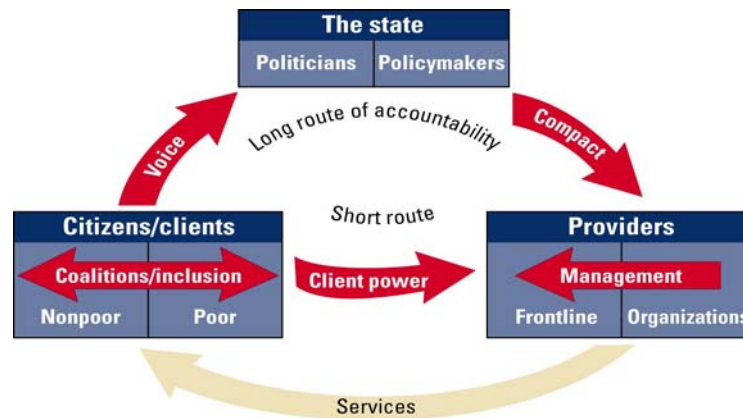 The state
Politicians
Policymakers
Voice
Long route of accountability
Compact
Citizens/clients
Short route
Providers
Coalitions/inclusion
Client power
Management
Nonpoor
Poor
Frontline
Organizations
Services